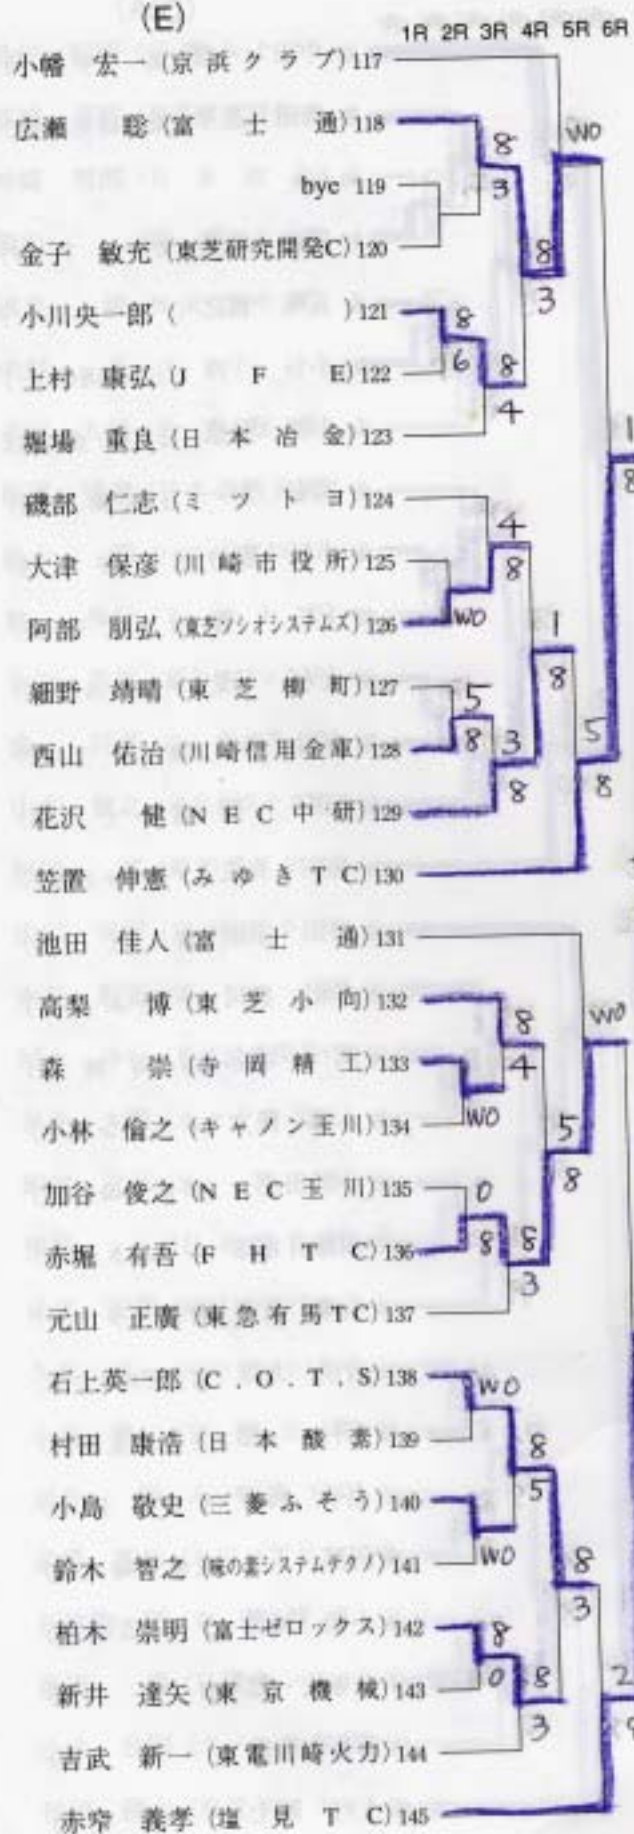 (E)
1R 2R 3R 4R 5R 6R
小幡 宏一 (京浜クラブ) 117
広瀬 聡 (富士通) 118
bye 119
金子 敏充 (東芝研究開発C) 120
小川央一郎 ( ) 121
上村 康弘 (J F E) 122
堀場 重良 (日本冶金) 123
磯部 仁志 (ミツトヨ) 124
大津 保彦 (川崎市役所) 125
阿部 朋弘 (東芝ソシオシステムズ) 126
細野 靖晴 (東芝柳町) 127
西山 佑治 (川崎信用金庫) 128
花沢 健 (NEC中研) 129
笠置 伸憲 (みゆきTC) 130
池田 佳人 (富士通) 131
高梨 博 (東芝小向) 132
森 崇 (寺岡精工) 133
小林 倫之 (キャノン玉川) 134
加谷 俊之 (NEC玉川) 135
赤堀 有吾 (FHTC) 136
元山 正廣 (東急有馬TC) 137
石上英一郎 (C.O.T.S) 138
村田 康浩 (日本酸素) 139
小島 敬史 (三菱ふそう) 140
鈴木 智之 (味の素システムテクノ) 141
柏木 崇明 (富士ゼロックス) 142
新井 達矢 (東京機械) 143
吉武 新一 (東電川崎火力) 144
赤窄 義孝 (塩見TC) 145
WO
8
3
8
3
8
6
8
4
1
8
4
8
WO
1
8
5
8
3
8
5
8
WO
8
4
WO
5
8
0
8
8
3
WO
8
5
WO
8
3
8
0
8
3
2
8